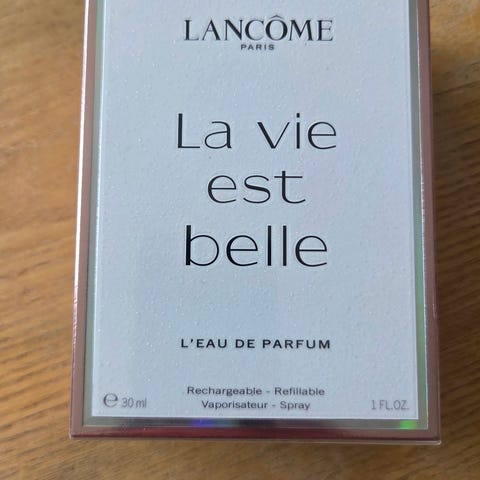 LANCÔME
PARIS
La vie
est
belle
L'EAU DE PARFUM
Rechargeable - Refillable
℮ 30 ml Vaporisateur - Spray 1 FL.OZ.